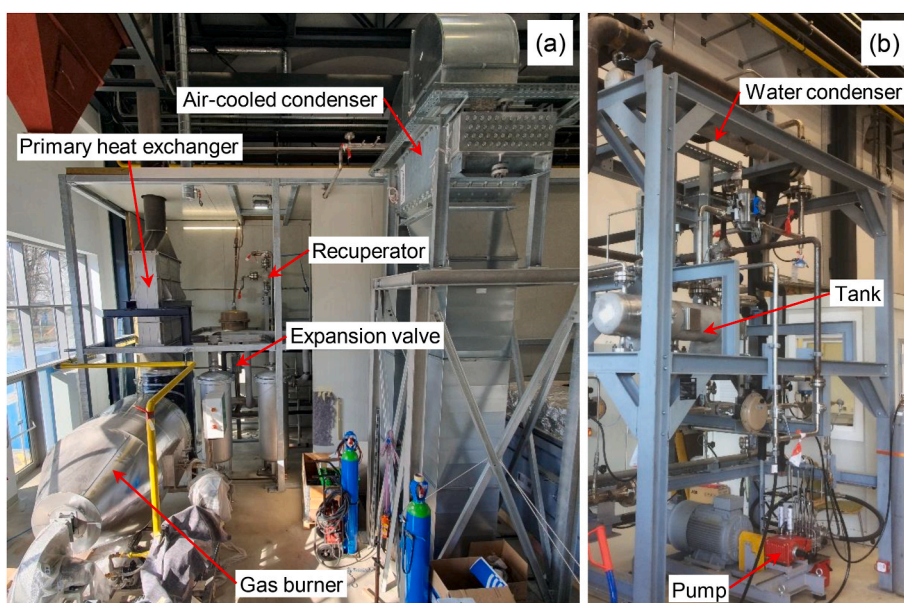 (a)
Air-cooled condenser
Primary heat exchanger
Recuperator
Expansion valve
Gas burner
(b)
Water condenser
Tank
Pump